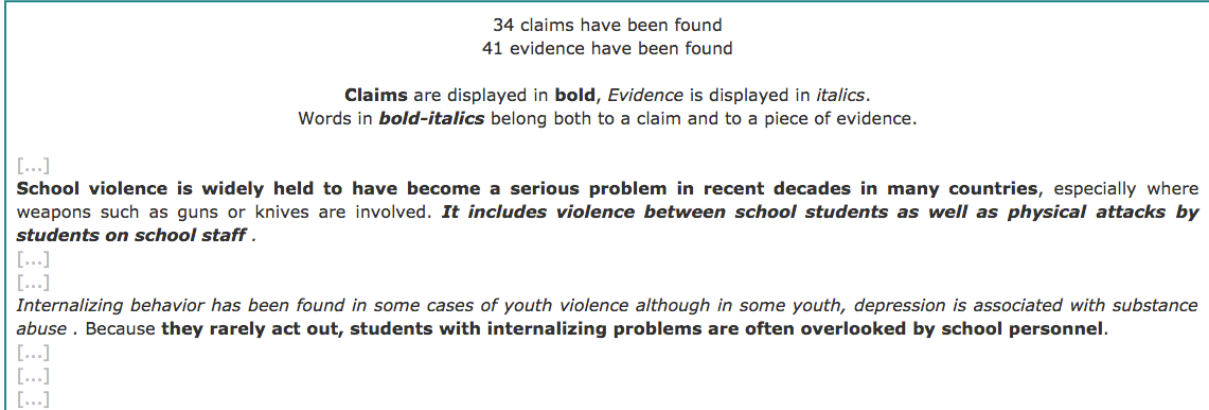 34 claims have been found
41 evidence have been found
Claims are displayed in bold, Evidence is displayed in italics.
Words in bold-italics belong both to a claim and to a piece of evidence.
[...]
School violence is widely held to have become a serious problem in recent decades in many countries, especially where
weapons such as guns or knives are involved. It includes violence between school students as well as physical attacks by
students on school staff .
[...]
[...]
Internalizing behavior has been found in some cases of youth violence although in some youth, depression is associated with substance
abuse . Because they rarely act out, students with internalizing problems are often overlooked by school personnel.
[...]
[...]
[...]